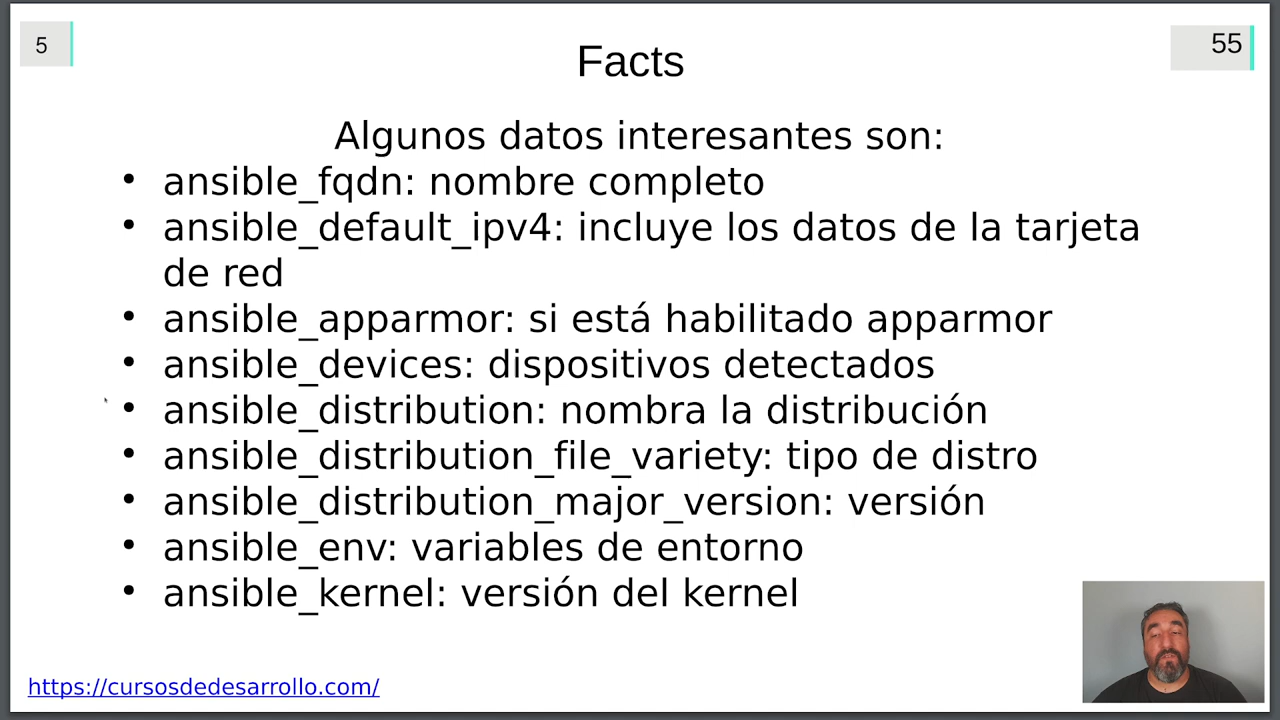 5
55
Facts
Algunos datos interesantes son:
• ansible_fqdn: nombre completo
• ansible_default_ipv4: incluye los datos de la tarjeta
de red
• ansible_apparmor: si está habilitado apparmor
• ansible_devices: dispositivos detectados
• ansible_distribution: nombra la distribución
• ansible_distribution_file_variety: tipo de distro
• ansible_distribution_major_version: versión
• ansible_env: variables de entorno
• ansible_kernel: versión del kernel
https://cursosdedesarrollo.com/